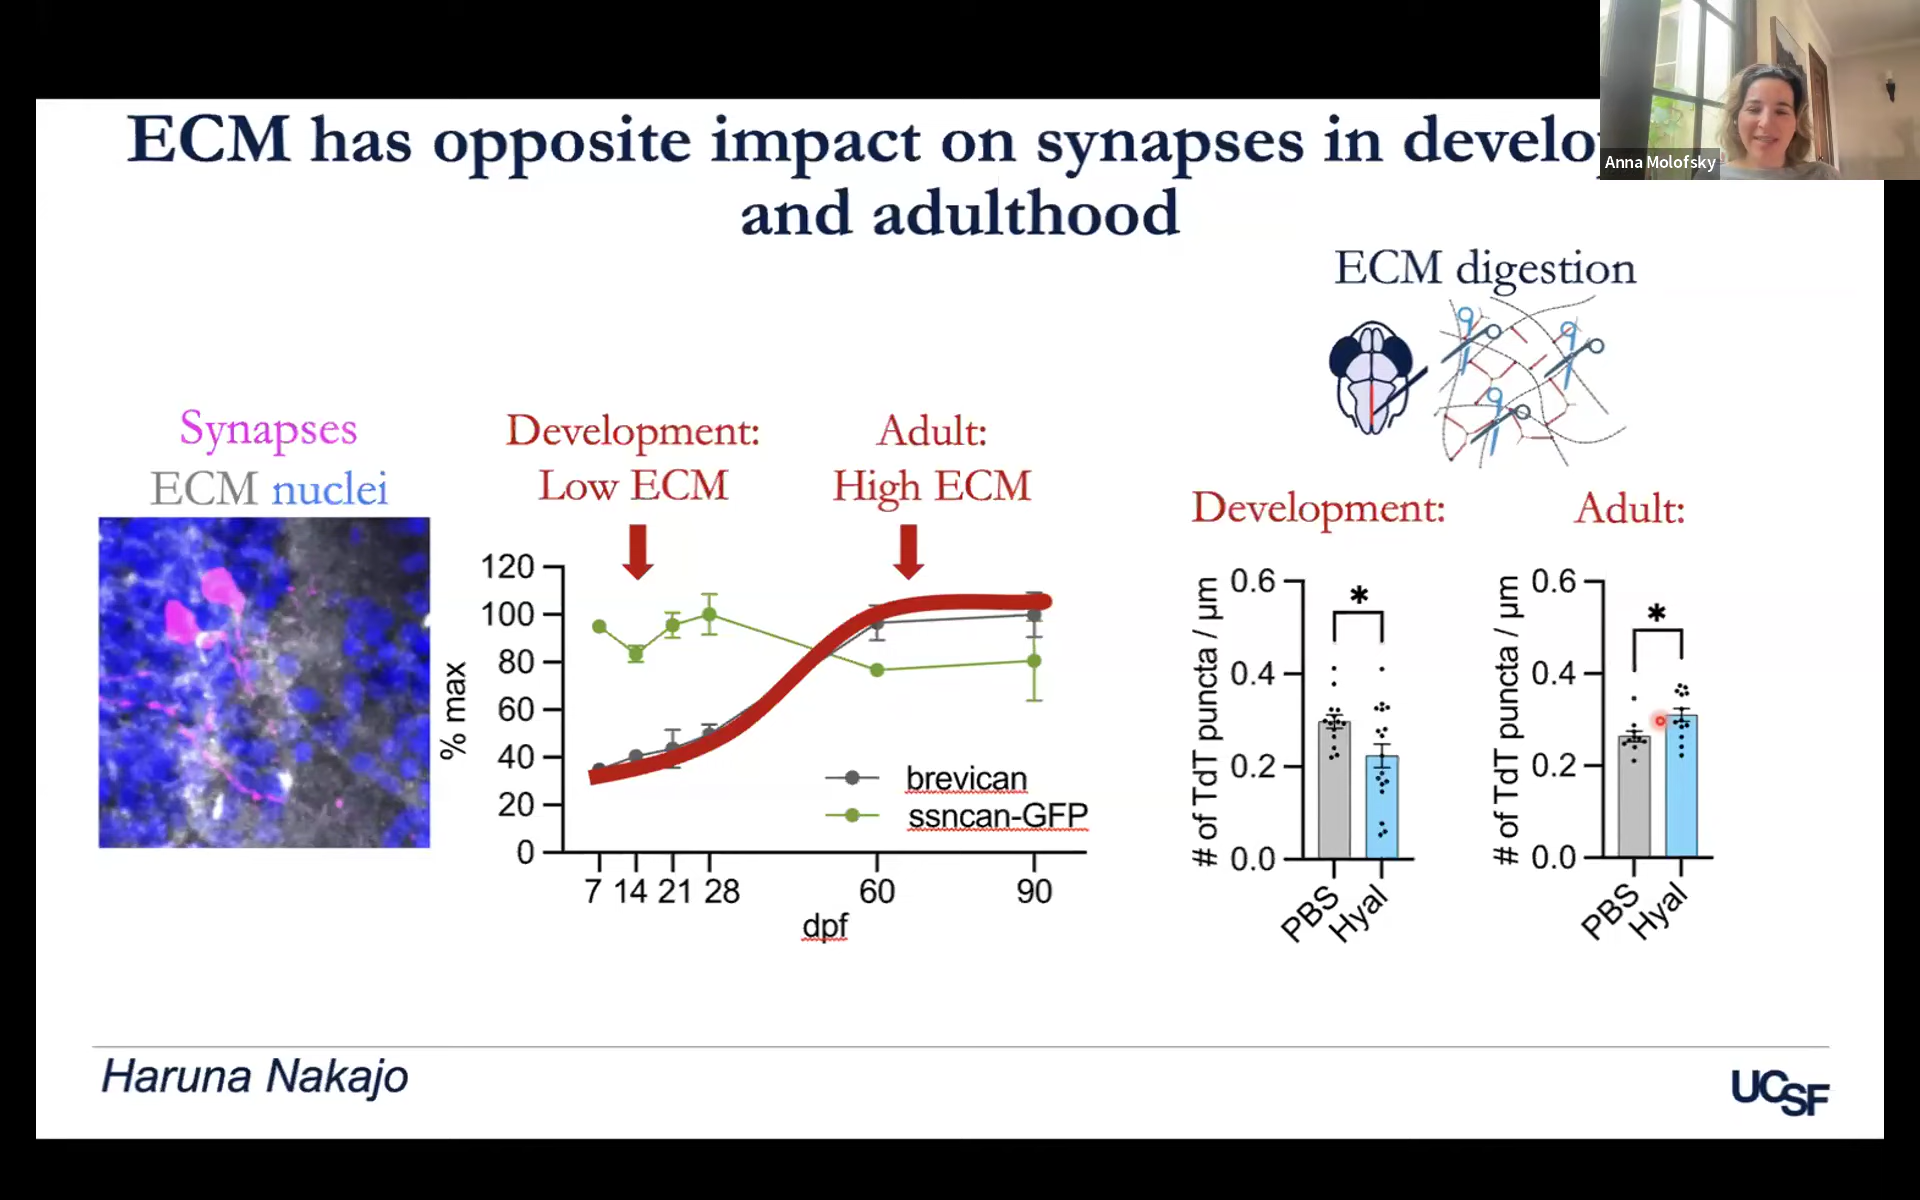 ECM has opposite impact on synapses in develo
and adulthood
Anna Molofsky
ECM digestion
Synapses
ECM nuclei
Development:
Low ECM
Adult:
High ECM
120
100
80
60
40
20
0
% max
7 14 21 28 60 90
dpf
brevican
ssncan-GFP
Development:
# of TdT puncta / µm
0.6
0.4
0.2
0.0
*
PBS
Hyal
Adult:
# of TdT puncta / µm
0.6
0.4
0.2
0.0
*
PBS
Hyal
Haruna Nakajo
UCSF